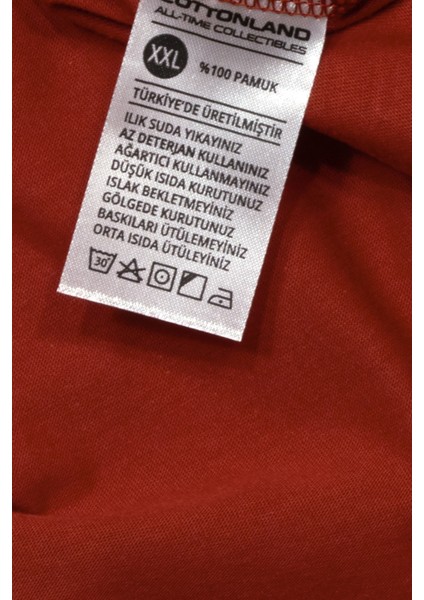 COTTONLAND
ALL-TIME COLLECTIBLES
XXL
%100 PAMUK
TÜRKİYE'DE ÜRETİLMİŞTİR
ILIK SUDA YIKAYINIZ
AZ DETERJAN KULLANINIZ
AĞARTICI KULLANMAYINIZ
DÜŞÜK ISIDA KURUTUNUZ
ISLAK BEKLETMEYİNİZ
GÖLGEDE KURUTUNUZ
BASKILARI ÜTÜLEMEYİNİZ
ORTA ISIDA ÜTÜLEYİNİZ
30°